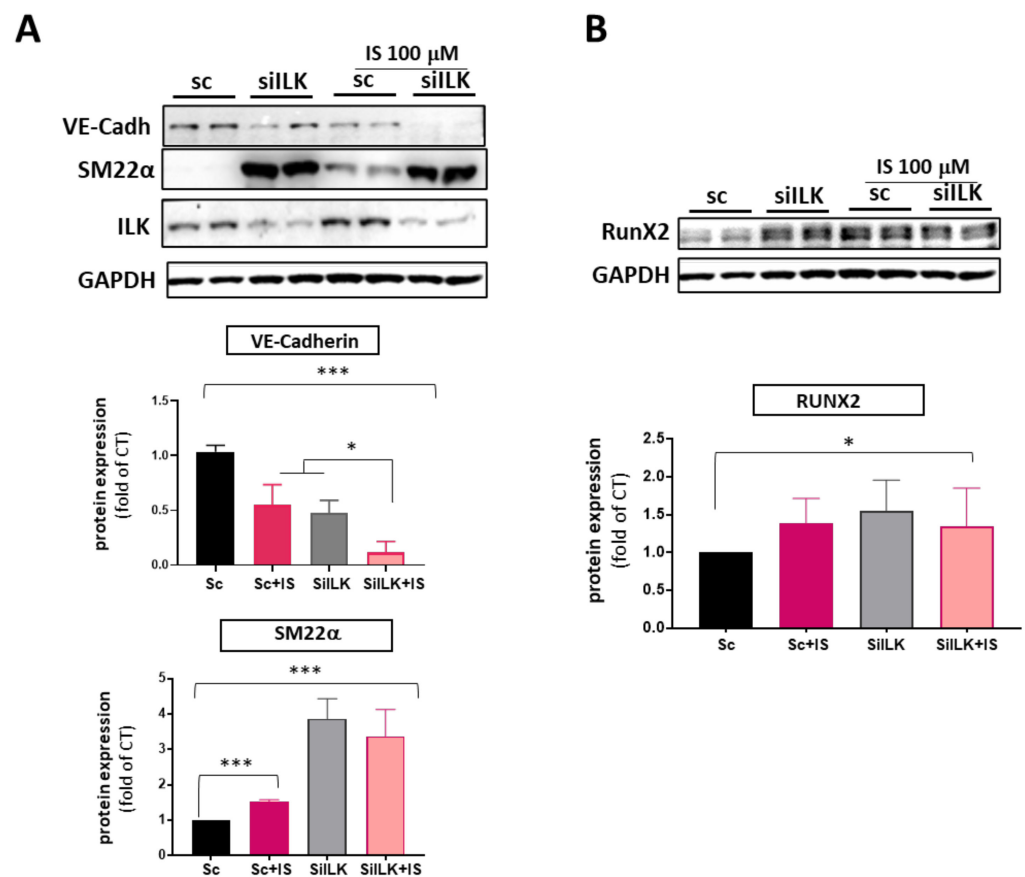 A
IS 100 μM
sc siILK sc siILK
VE-Cadh
SM22α
ILK
GAPDH
VE-Cadherin
***
*
protein expression
(fold of CT)
1.5
1.0
0.5
0.0
Sc Sc+IS SiILK SiILK+IS
SM22α
***
***
protein expression
(fold of CT)
5
4
3
2
1
0
Sc Sc+IS SiILK SiILK+IS
B
IS 100 μM
sc siILK sc siILK
RunX2
GAPDH
RUNX2
*
protein expression
(fold of CT)
2.5
2.0
1.5
1.0
0.5
0.0
Sc Sc+IS SiILK SiILK+IS